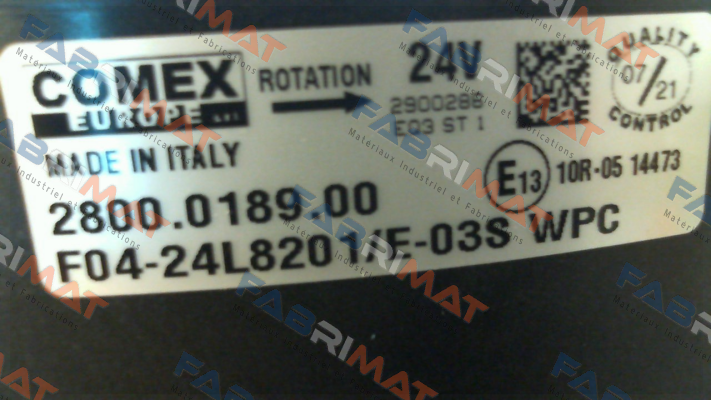 COMEX
EUROPE s.r.l.
ROTATION
24V
2900288
E03 ST 1
QUALITY
07/21
CONTROL
MADE IN ITALY
E13
10R-05 14473
2800.0189.00
F04-24L8201/F-03S WPC
FABRIMAT
Materiaux Industriel et Fabrications